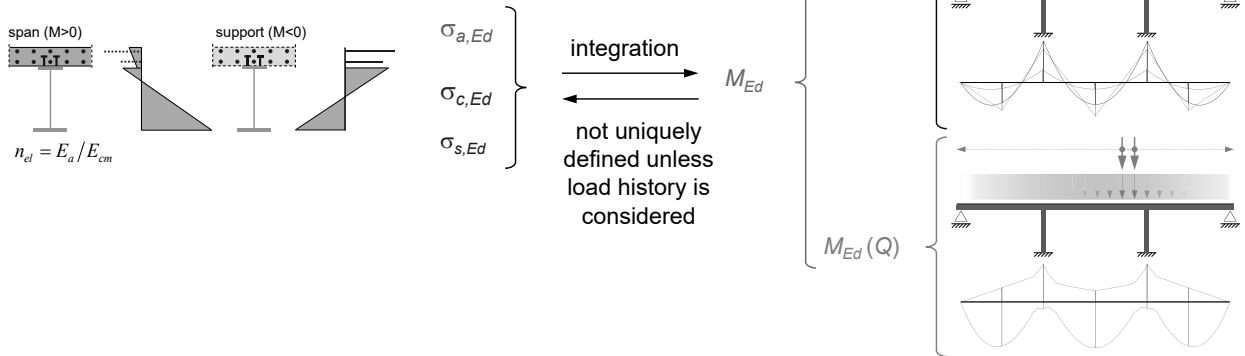 span (M>0)
support (M<0)
n_el = E_a/E_cm
σ_a,Ed
σ_c,Ed
σ_s,Ed
integration
not uniquely
defined unless
load history is
considered
M_Ed
M_Ed (Q)